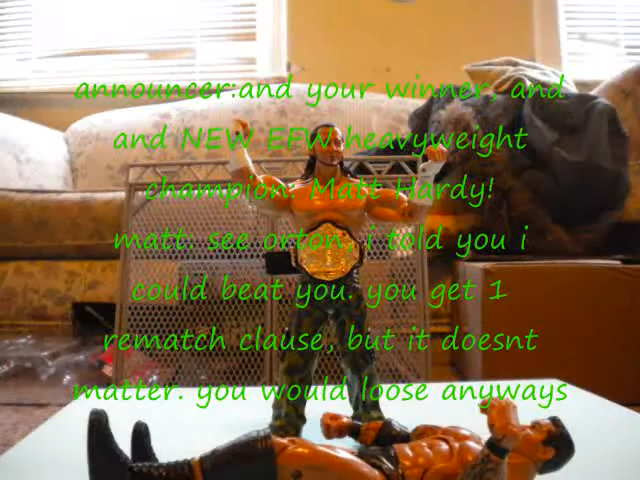 announcer:and your winner, and
and NEW EFW heavyweight
champion: Matt Hardy!
matt: see orton, i told you i
could beat you. you get 1
rematch clause, but it doesnt
matter. you would loose anyways